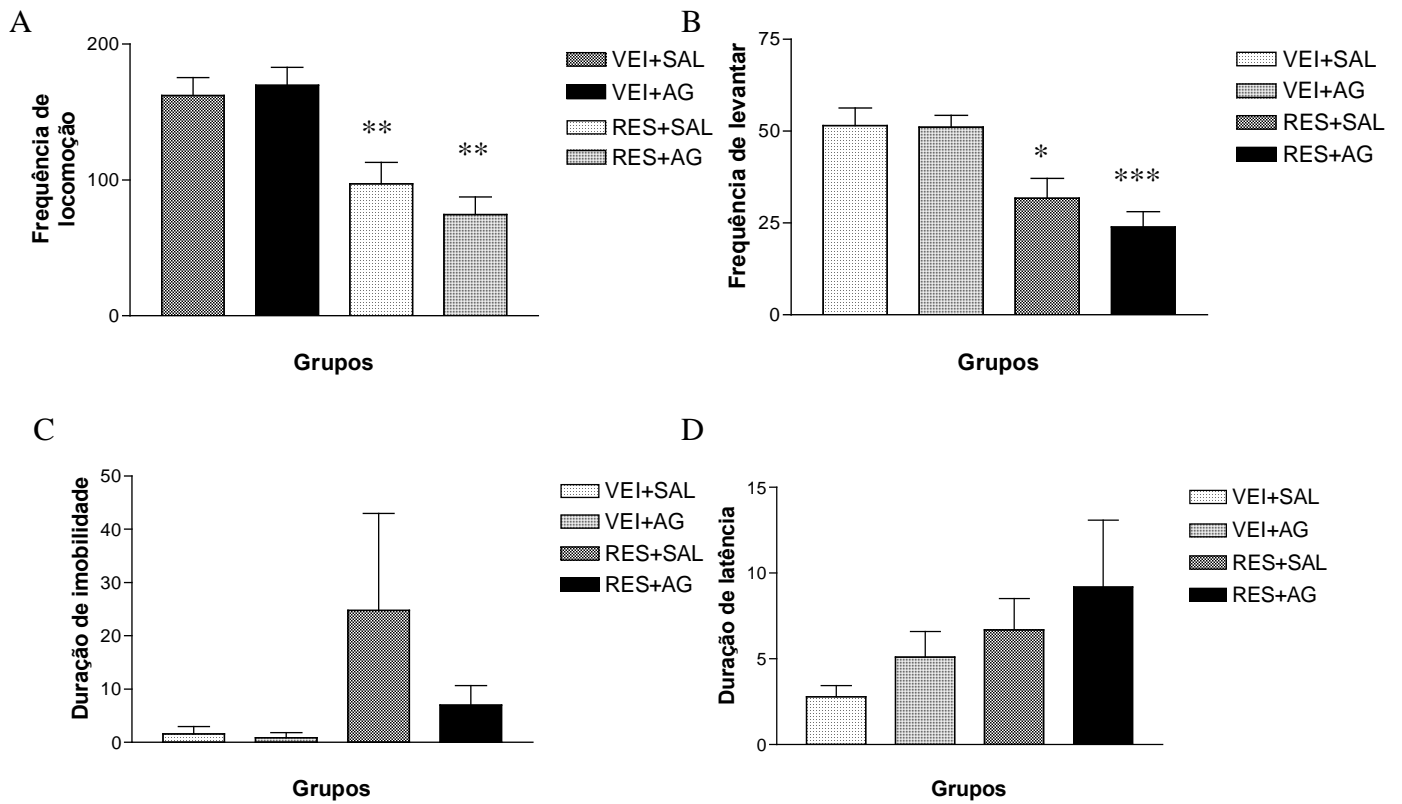 A
Frequência de
locomoção
200
100
0
**
**
Grupos
VEI+SAL
VEI+AG
RES+SAL
RES+AG
B
Frequência de levantar
75
50
25
0
*
***
Grupos
VEI+SAL
VEI+AG
RES+SAL
RES+AG
C
Duração de imobilidade
50
40
30
20
10
0
Grupos
VEI+SAL
VEI+AG
RES+SAL
RES+AG
D
Duração de latência
15
10
5
0
Grupos
VEI+SAL
VEI+AG
RES+SAL
RES+AG